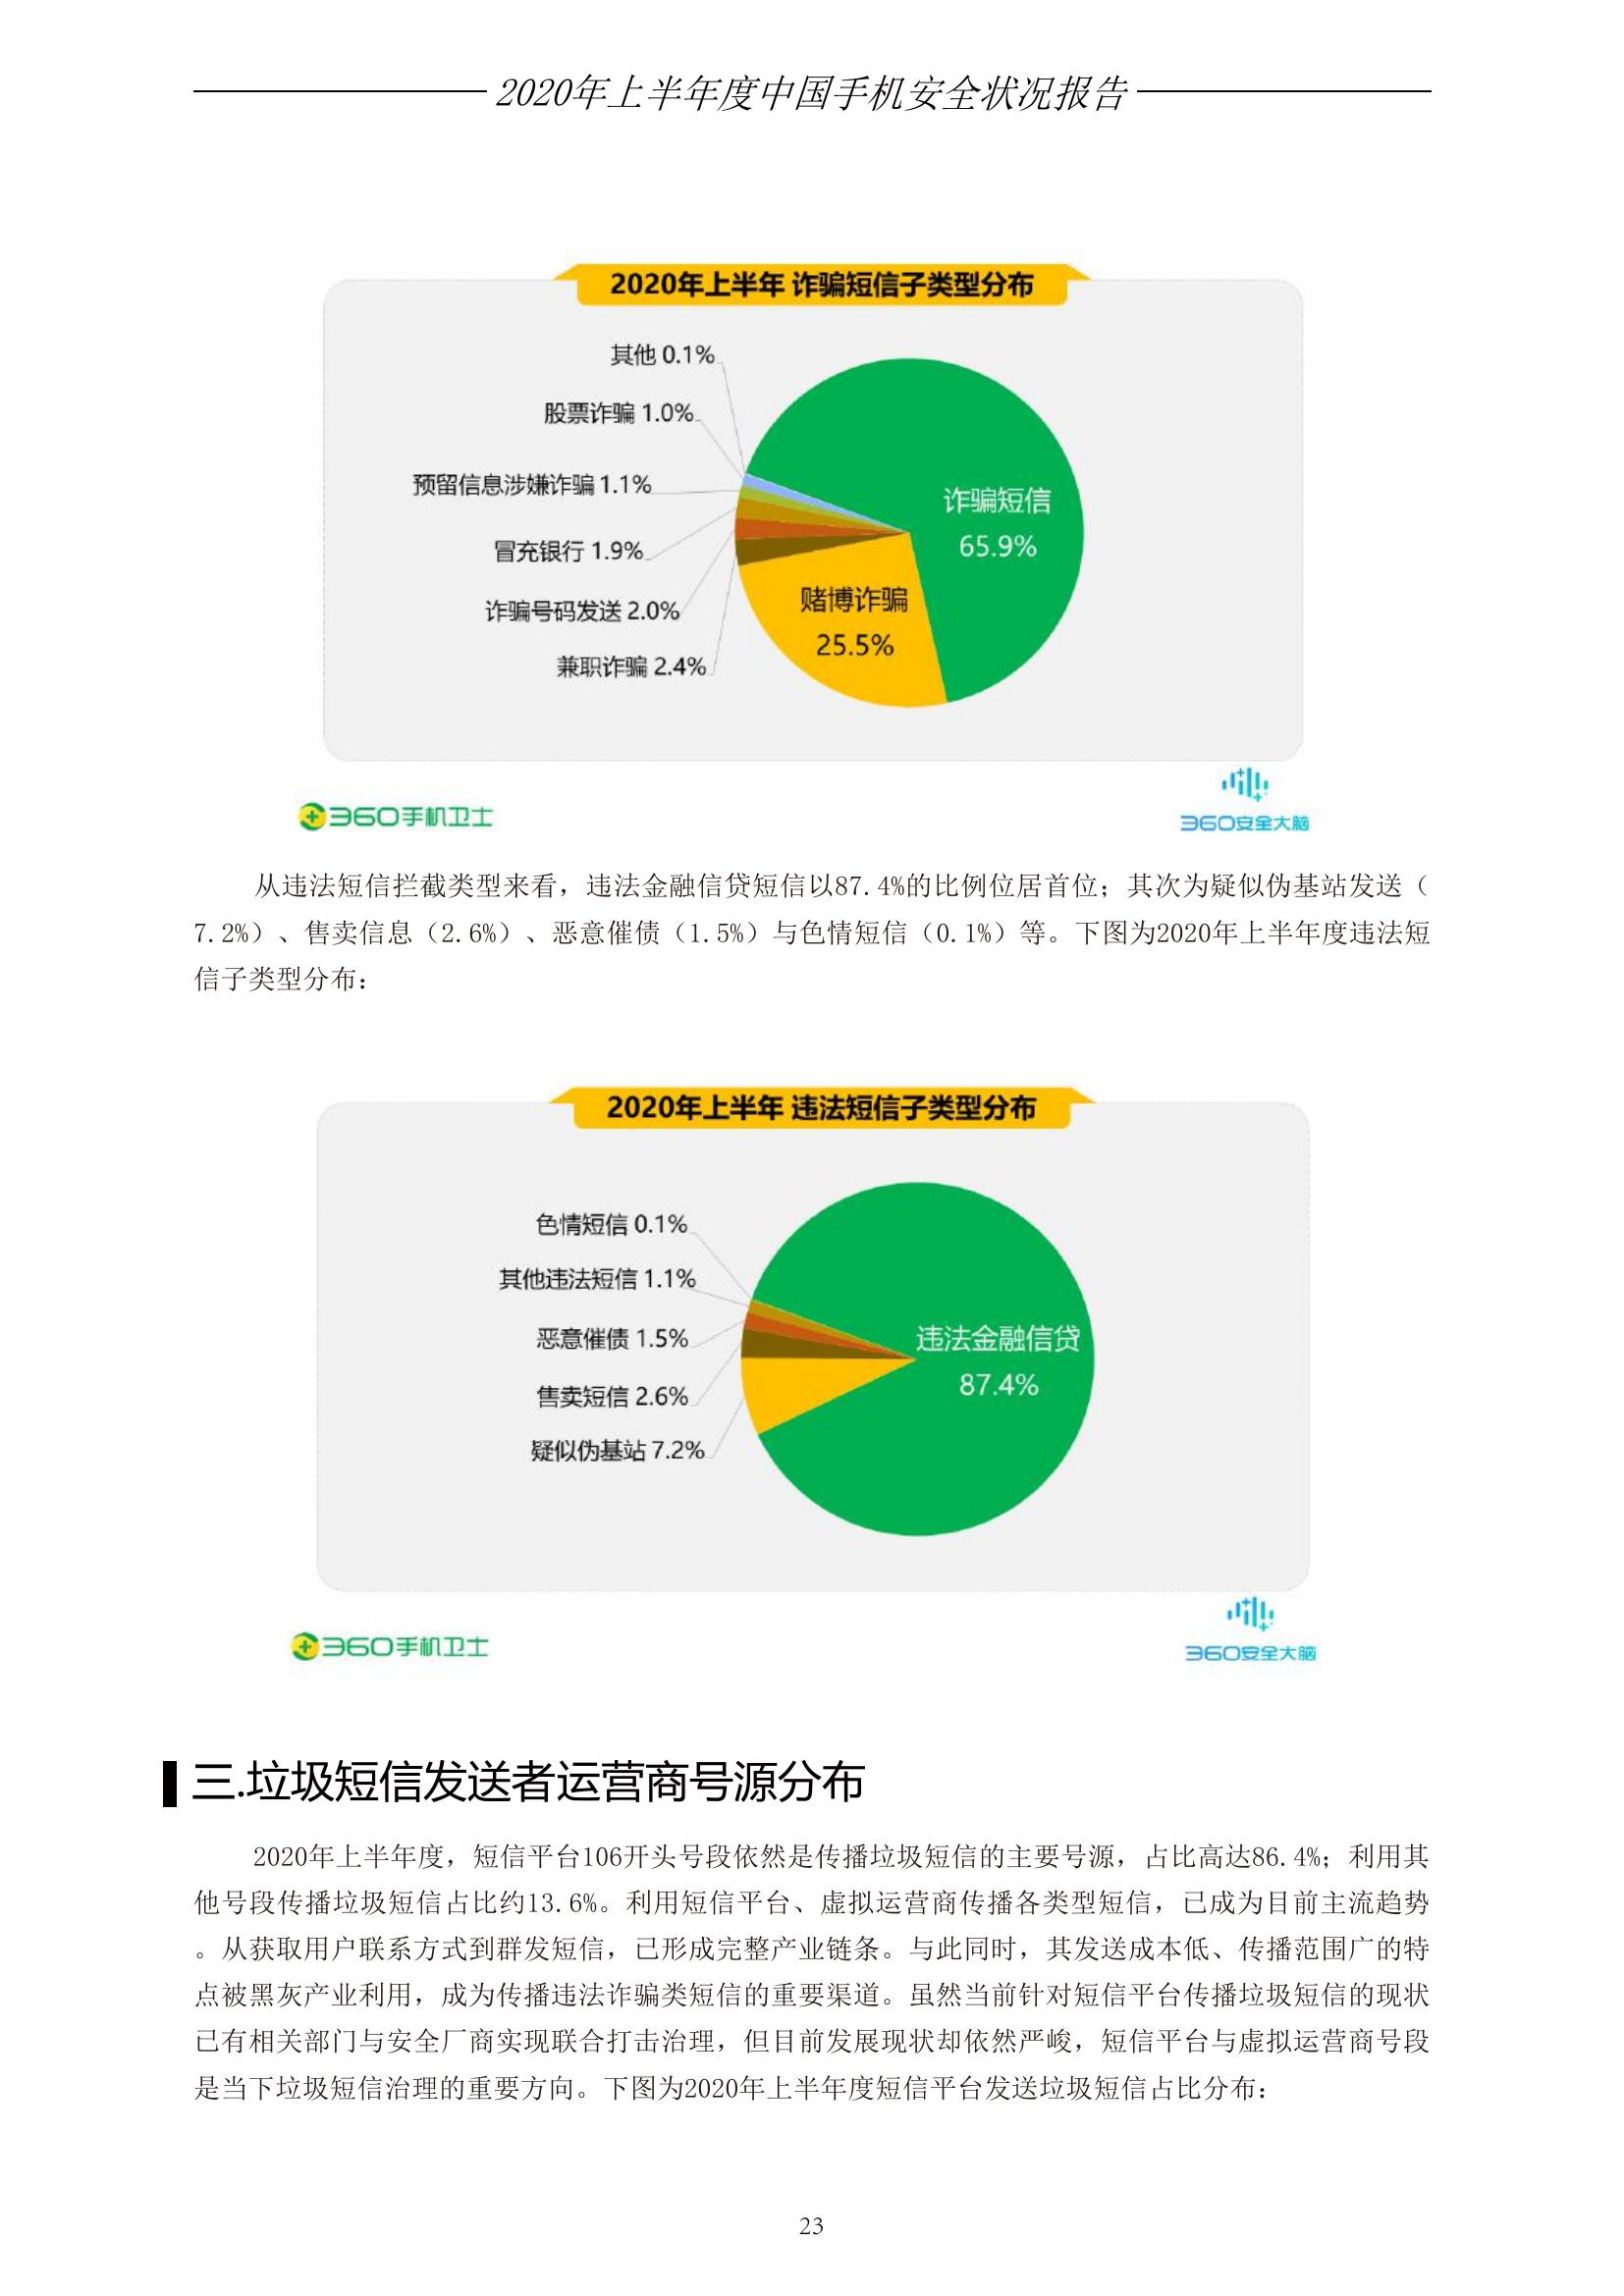 2020年上半年度中国手机安全状况报告
2020年上半年 诈骗短信子类型分布
其他 0.1%
股票诈骗 1.0%
预留信息涉嫌诈骗 1.1%
冒充银行 1.9%
诈骗号码发送 2.0%
兼职诈骗 2.4%
诈骗短信
65.9%
赌博诈骗
25.5%
360手机卫士
360安全大脑
从违法短信拦截类型来看，违法金融信贷短信以87.4%的比例位居首位；其次为疑似伪基站发送（
7.2%）、售卖信息（2.6%）、恶意催债（1.5%）与色情短信（0.1%）等。下图为2020年上半年度违法短
信子类型分布：
2020年上半年 违法短信子类型分布
色情短信 0.1%
其他违法短信 1.1%
恶意催债 1.5%
售卖短信 2.6%
疑似伪基站 7.2%
违法金融信贷
87.4%
360手机卫士
360安全大脑
三.垃圾短信发送者运营商号源分布
2020年上半年度，短信平台106开头号段依然是传播垃圾短信的主要号源，占比高达86.4%；利用其
他号段传播垃圾短信占比约13.6%。利用短信平台、虚拟运营商传播各类型短信，已成为目前主流趋势
。从获取用户联系方式到群发短信，已形成完整产业链条。与此同时，其发送成本低、传播范围广的特
点被黑灰产业利用，成为传播违法诈骗类短信的重要渠道。虽然当前针对短信平台传播垃圾短信的现状
已有相关部门与安全厂商实现联合打击治理，但目前发展现状却依然严峻，短信平台与虚拟运营商号段
是当下垃圾短信治理的重要方向。下图为2020年上半年度短信平台发送垃圾短信占比分布：
23